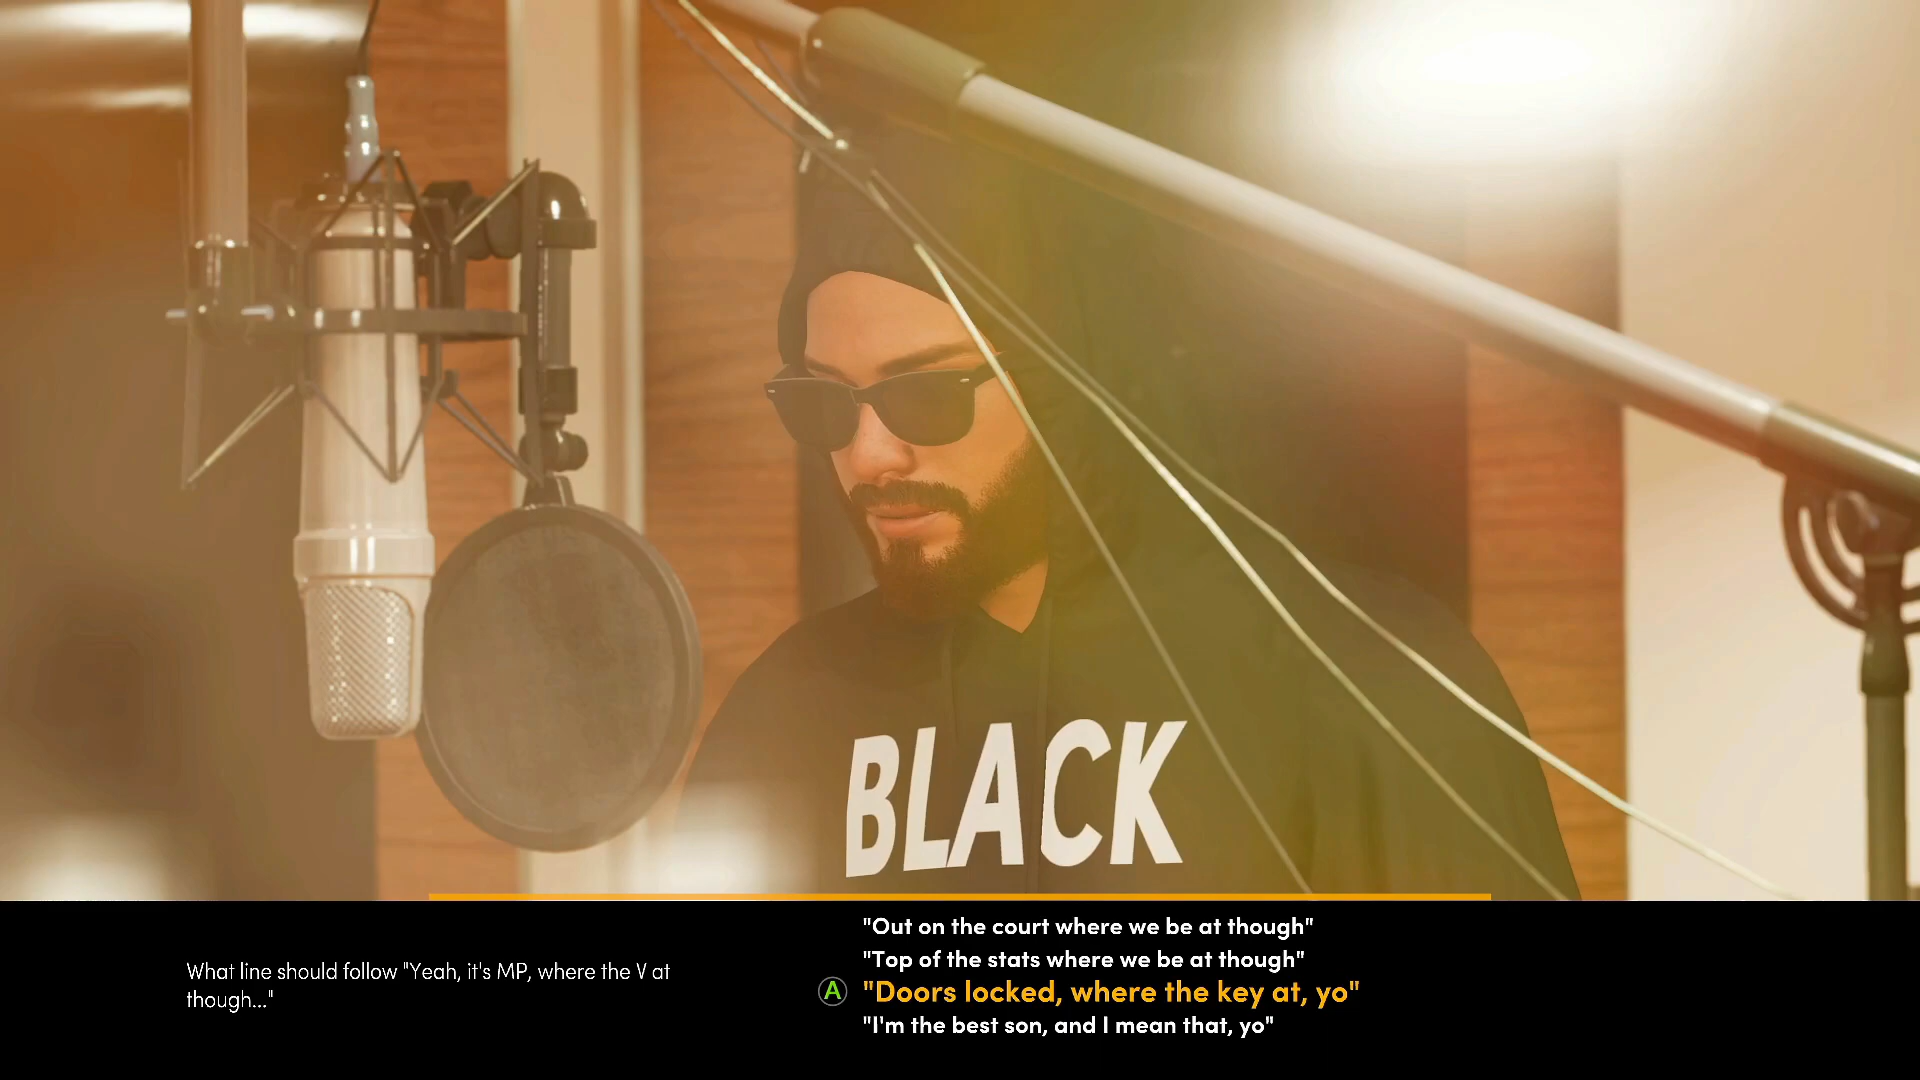 BLACK
What line should follow "Yeah, it's MP, where the V at
though..."
"Out on the court where we be at though"
"Top of the stats where we be at though"
A "Doors locked, where the key at, yo"
"I'm the best son, and I mean that, yo"